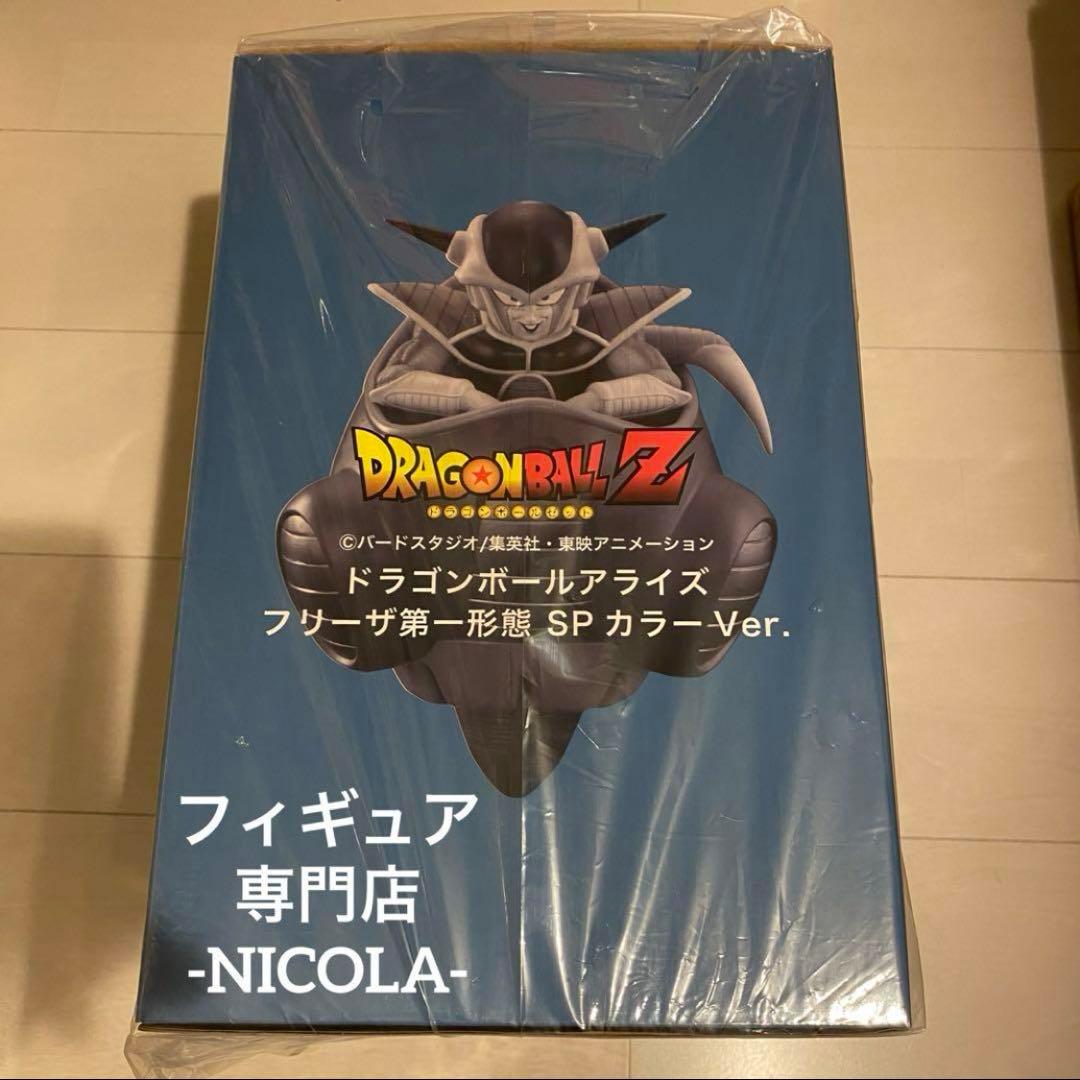 DRAGONBALL Z
ドラゴンボールゼット
©バードスタジオ/集英社・東映アニメーション
ドラゴンボールアライズ
フリーザ第一形態 SP カラー Ver.
フィギュア
専門店
-NICOLA-